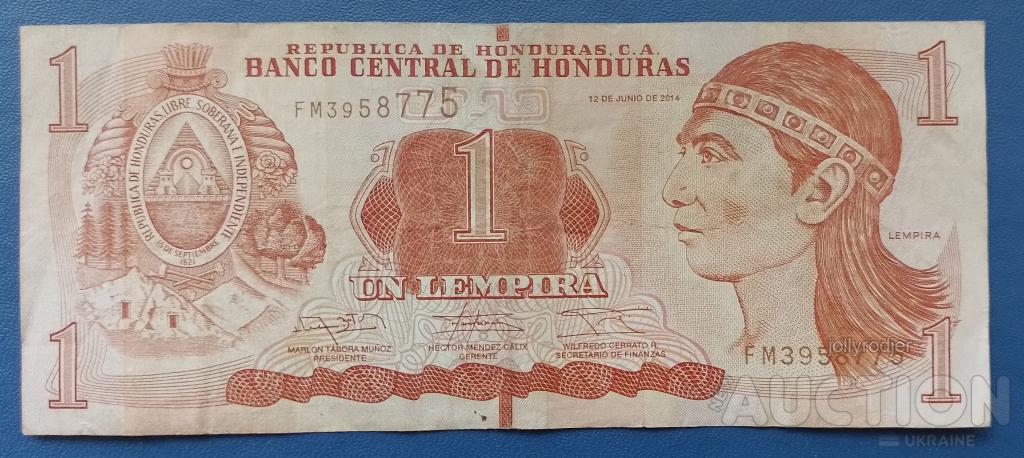 REPUBLICA DE HONDURAS, C.A.
BANCO CENTRAL DE HONDURAS
1
1
FM3958775
12 DE JUNIO DE 2014
REPUBLICA DE HONDURAS, LIBRE, SOBERANA E INDEPENDIENTE
15 DE SEPTIEMBRE
1821
1
LEMPIRA
UN LEMPIRA
MARLON TABORA MUÑOZ
PRESIDENTE
HECTOR MENDEZ CALIX
GERENTE
WILFREDO CERRATO R.
SECRETARIO DE FINANZAS
1
1
jollyrodjer
FM3958775
AUCTION
UKRAINE